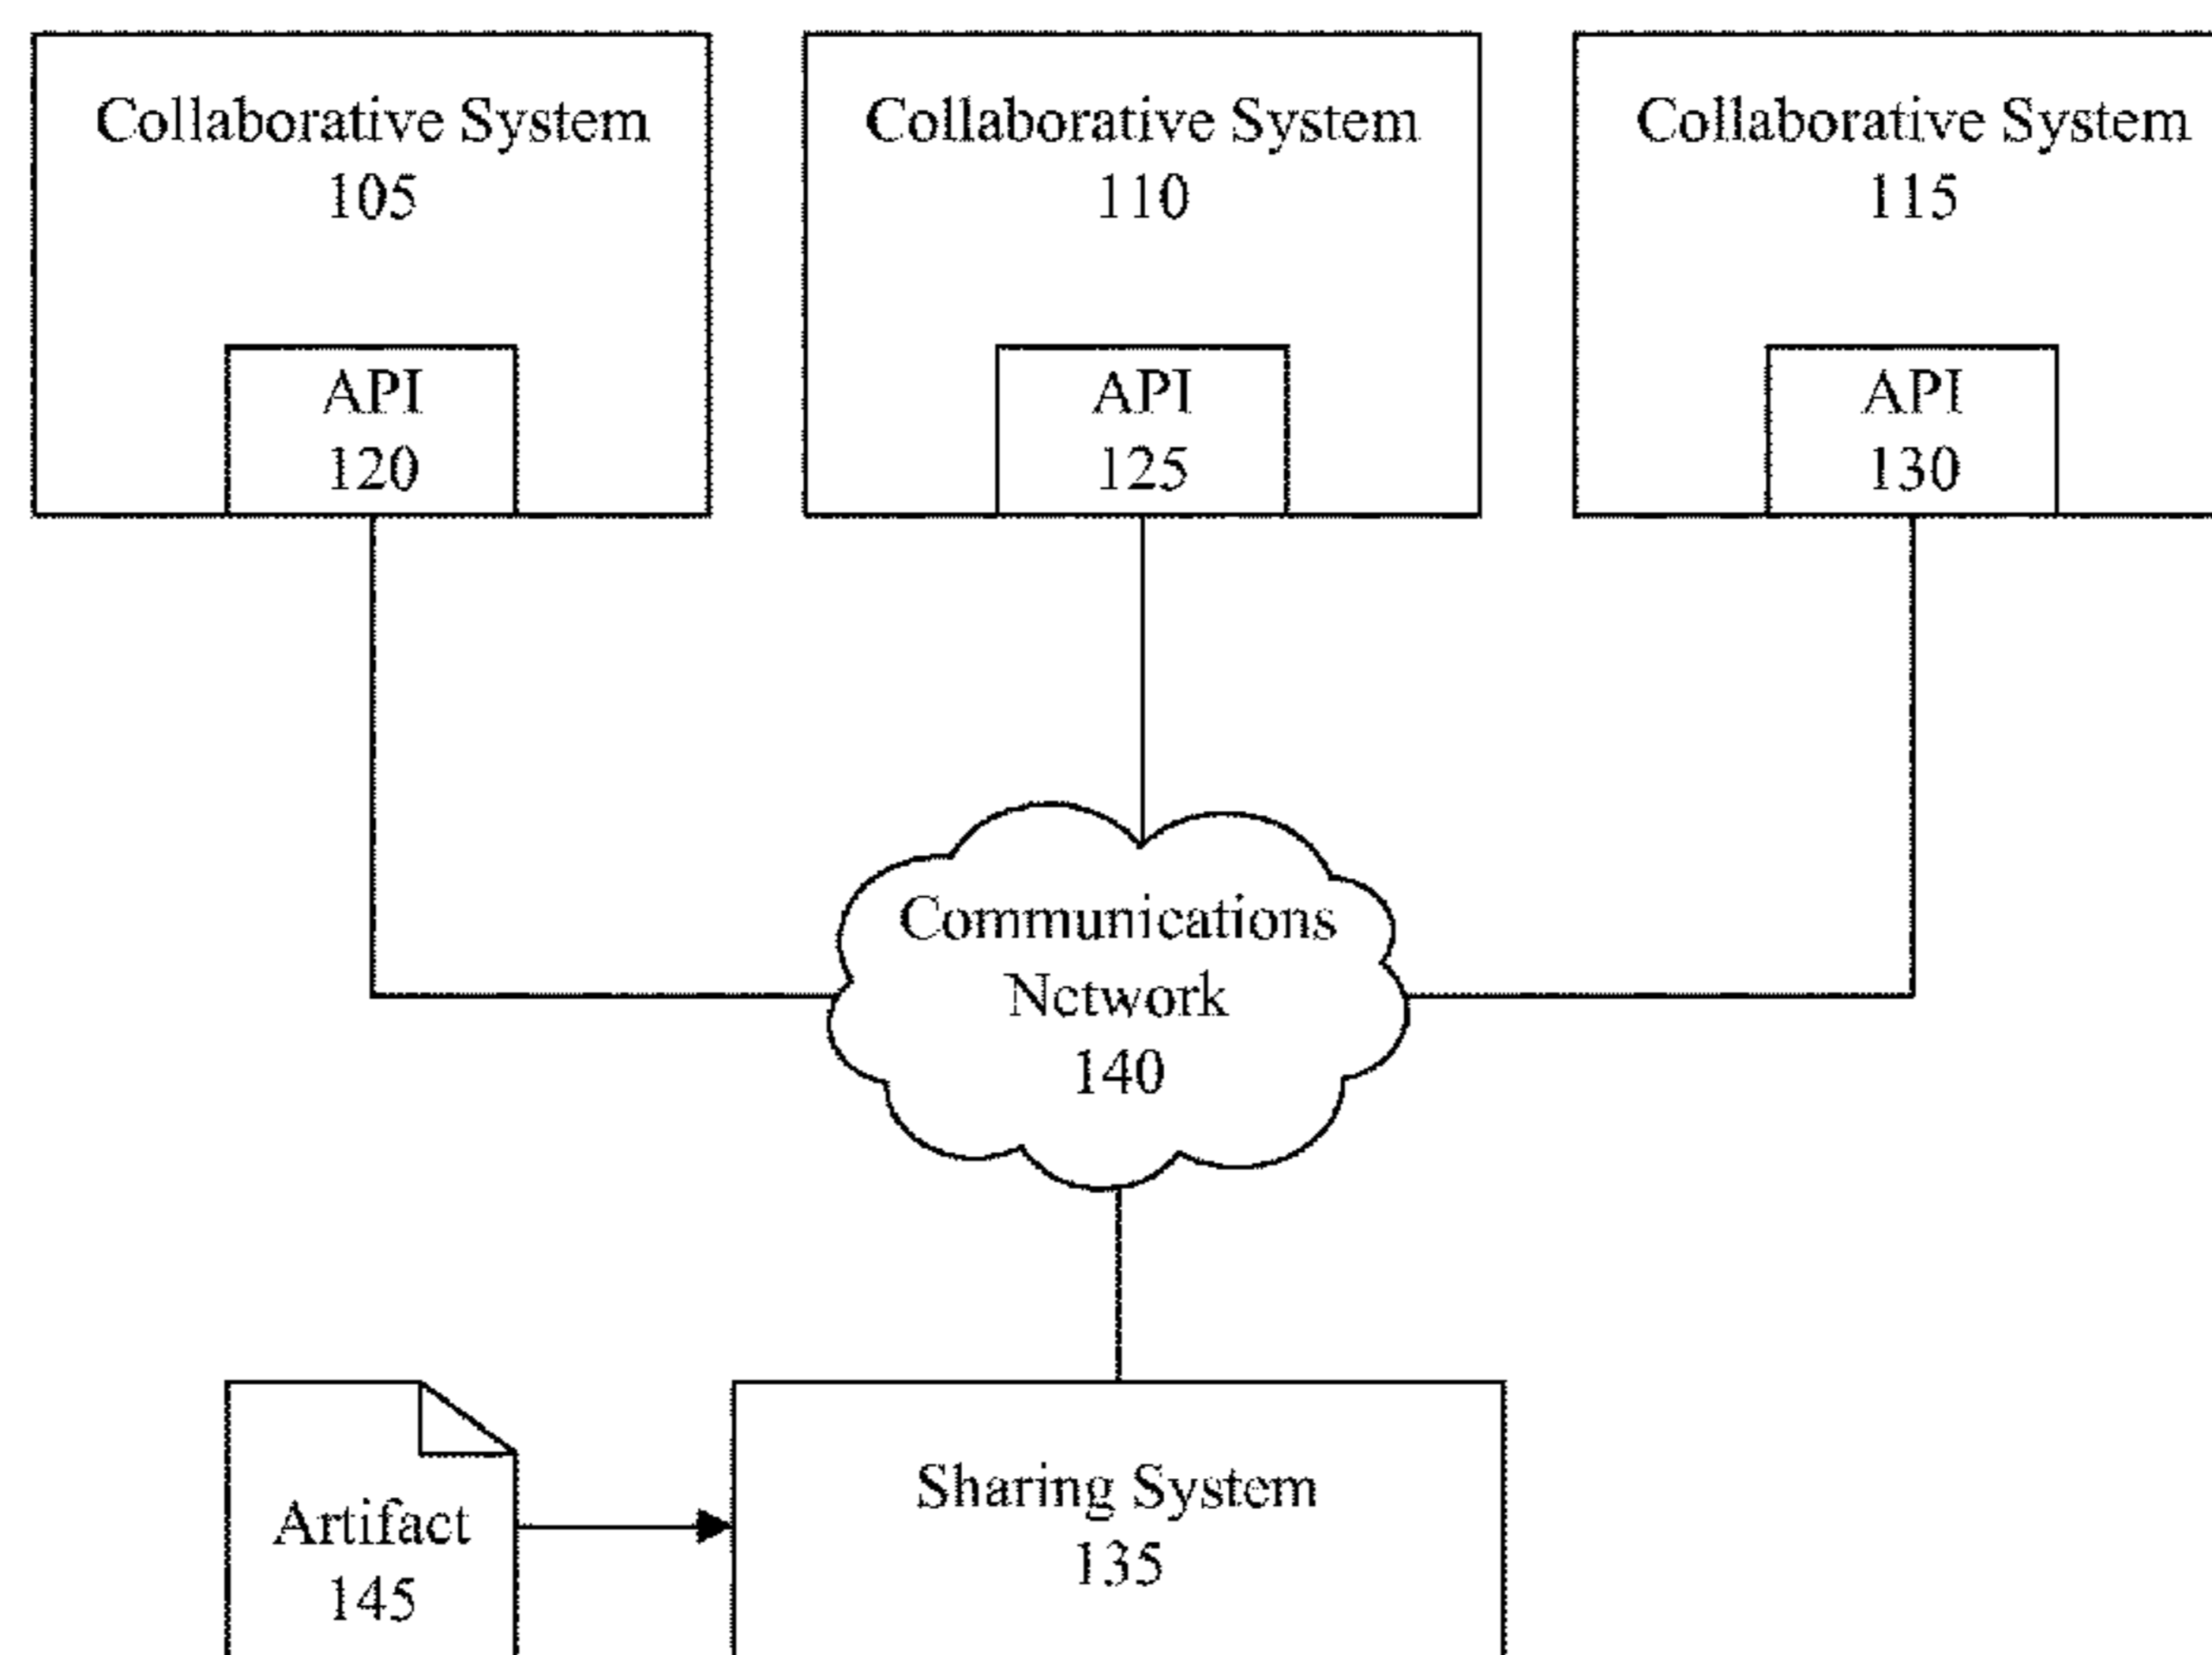 Collaborative System
105
Collaborative System
110
Collaborative System
115
API
120
API
125
API
130
Communications
Network
140
Artifact
145
Sharing System
135